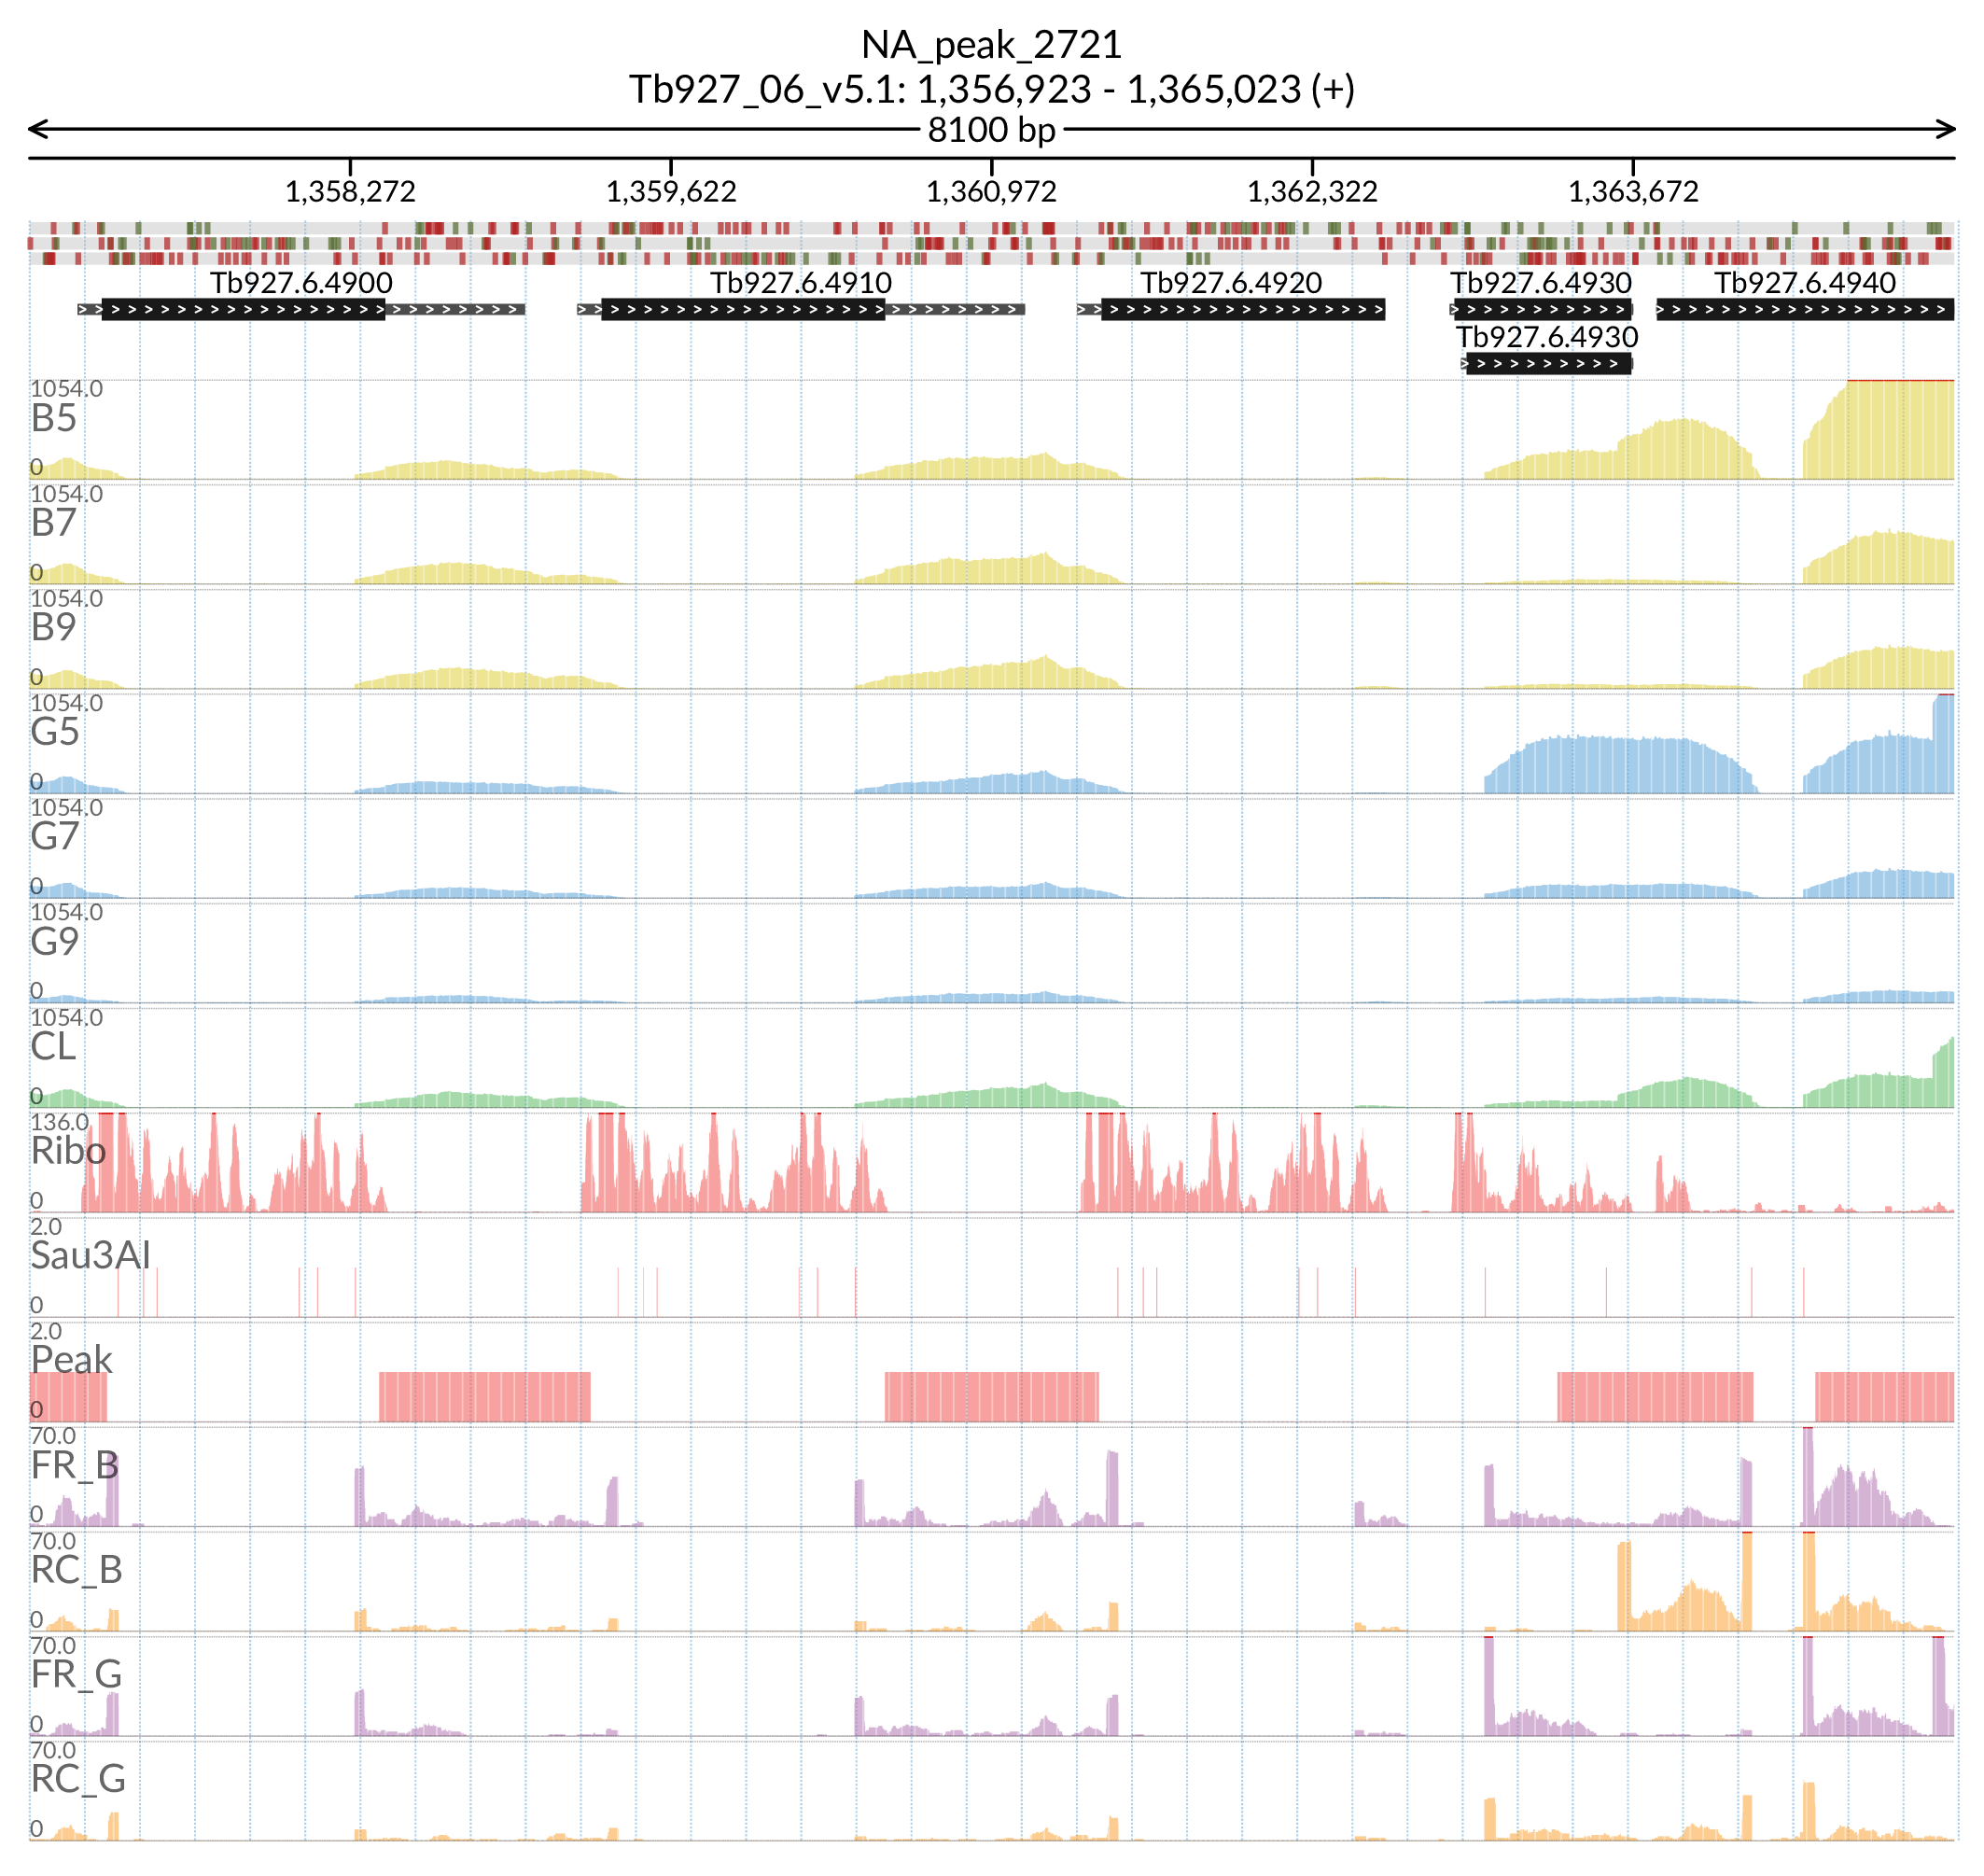 NA_peak_2721
Tb927_06_v5.1: 1,356,923 - 1,365,023 (+)
8100 bp
1,358,272 1,359,622 1,360,972 1,362,322 1,363,672
Tb927.6.4900 Tb927.6.4910 Tb927.6.4920 Tb927.6.4930 Tb927.6.4940
Tb927.6.4930
1054.0
B5
0
1054.0
B7
0
1054.0
B9
0
1054.0
G5
0
1054.0
G7
0
1054.0
G9
0
1054.0
CL
0
136.0
Ribo
0
2.0
Sau3AI
0
2.0
Peak
0
70.0
FR_B
0
70.0
RC_B
0
70.0
FR_G
0
70.0
RC_G
0